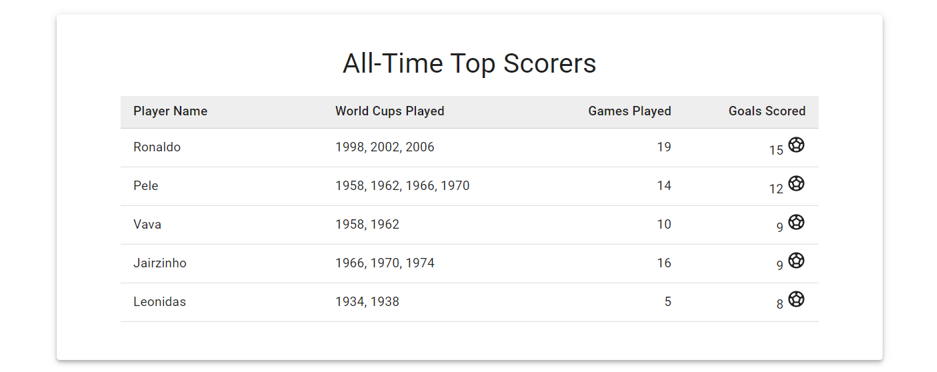 All-Time Top Scorers
Player Name World Cups Played Games Played Goals Scored
Ronaldo 1998, 2002, 2006 19 15
Pele 1958, 1962, 1966, 1970 14 12
Vava 1958, 1962 10 9
Jairzinho 1966, 1970, 1974 16 9
Leonidas 1934, 1938 5 8